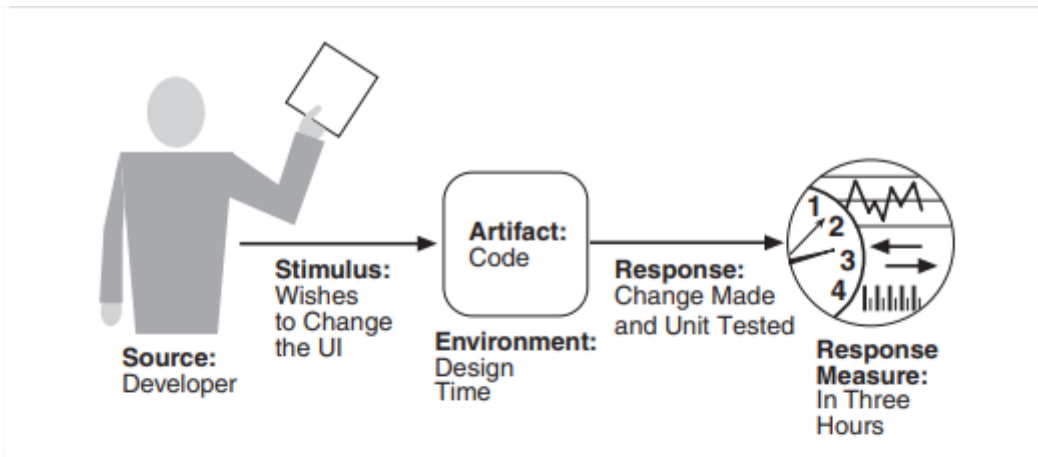 Source:
Developer
Stimulus:
Wishes
to Change
the UI
Artifact:
Code
Environment:
Design
Time
Response:
Change Made
and Unit Tested
1
2
3
4
Response
Measure:
In Three
Hours